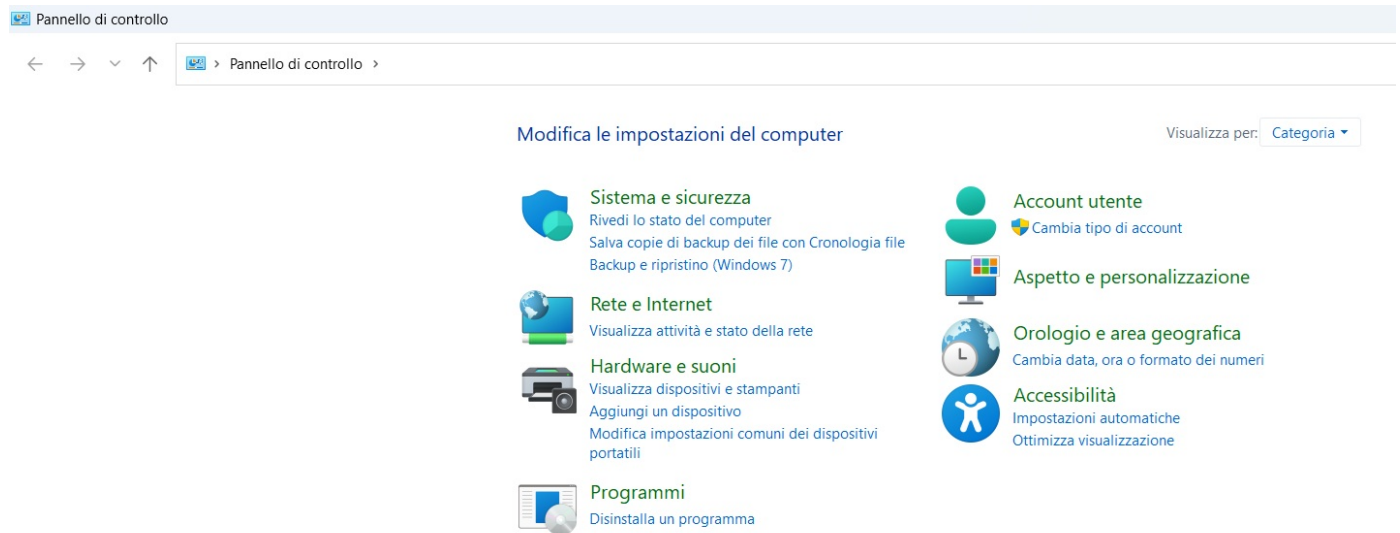 Pannello di controllo
Pannello di controllo
Modifica le impostazioni del computer
Visualizza per: Categoria
Sistema e sicurezza
Rivedi lo stato del computer
Salva copie di backup dei file con Cronologia file
Backup e ripristino (Windows 7)
Rete e Internet
Visualizza attività e stato della rete
Hardware e suoni
Visualizza dispositivi e stampanti
Aggiungi un dispositivo
Modifica impostazioni comuni dei dispositivi
portatili
Programmi
Disinstalla un programma
Account utente
Cambia tipo di account
Aspetto e personalizzazione
Orologio e area geografica
Cambia data, ora o formato dei numeri
Accessibilità
Impostazioni automatiche
Ottimizza visualizzazione